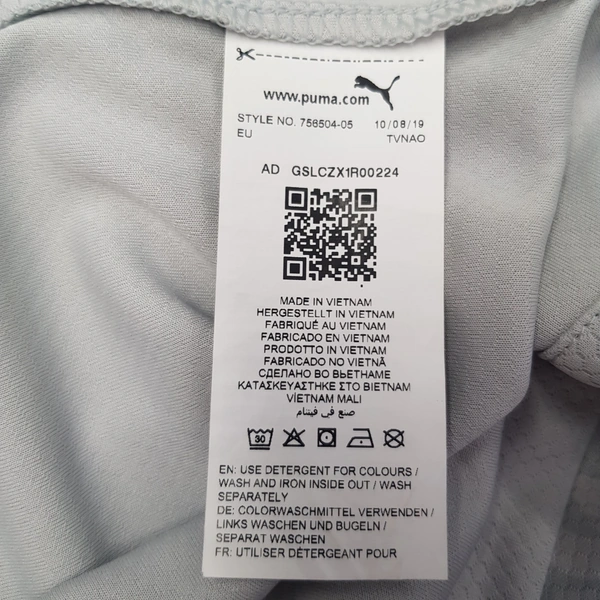 www.puma.com
STYLE NO. 756504-05 10/08/19
EU TVNAO
AD GSLCZX1R00224
MADE IN VIETNAM
HERGESTELLT IN VIETNAM
FABRIQUÉ AU VIETNAM
FABRICADO EN VIETNAM
PRODOTTO IN VIETNAM
FABRICADO NO VIETNÃ
СДЕЛАНО ВО ВЬЕТНАМЕ
ΚΑΤΑΣΚΕΥΑΣΤΗΚΕ ΣΤΟ ΒΙΕΤΝΑΜ
VİETNAM MALI
صنع في فيتنام
30
EN: USE DETERGENT FOR COLOURS /
WASH AND IRON INSIDE OUT / WASH
SEPARATELY
DE: COLORWASCHMITTEL VERWENDEN /
LINKS WASCHEN UND BUGELN /
SEPARAT WASCHEN
FR: UTILISER DÉTERGENT POUR